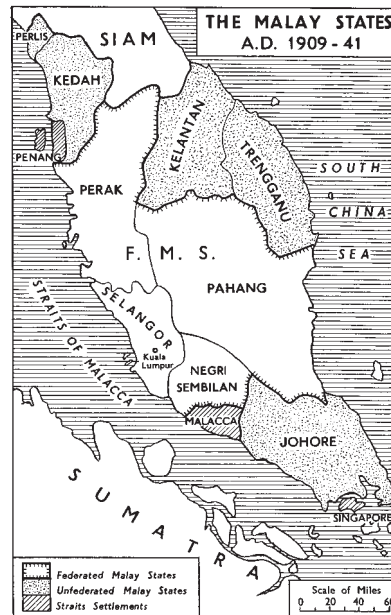 THE MALAY STATES
A.D. 1909-41
PERLIS
SIAM
KEDAH
PENANG
KELANTAN
TRENGGANU
SOUTH
CHINA
SEA
PERAK
F. M. S.
PAHANG
STRAITS OF MALACCA
SELANGOR
Kuala
Lumpur
NEGRI
SEMBILAN
MALACCA
JOHORE
SINGAPORE
SUMATRA
Federated Malay States
Unfederated Malay States
Straits Settlements
Scale of Miles
0 20 40 60